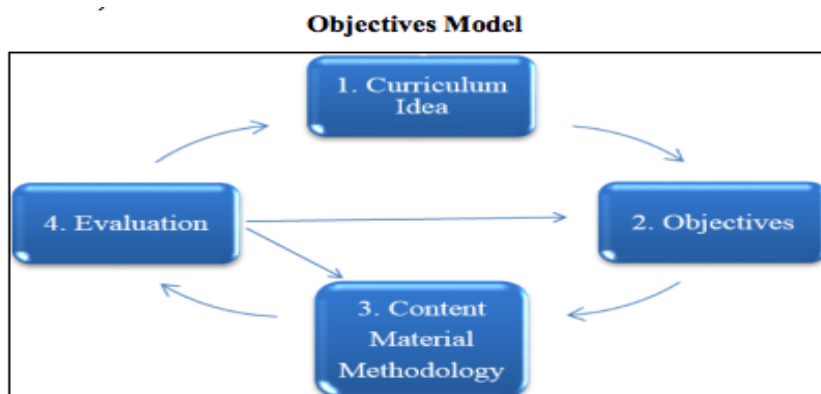 Objectives Model
1. Curriculum
Idea
4. Evaluation
2. Objectives
3. Content
Material
Methodology